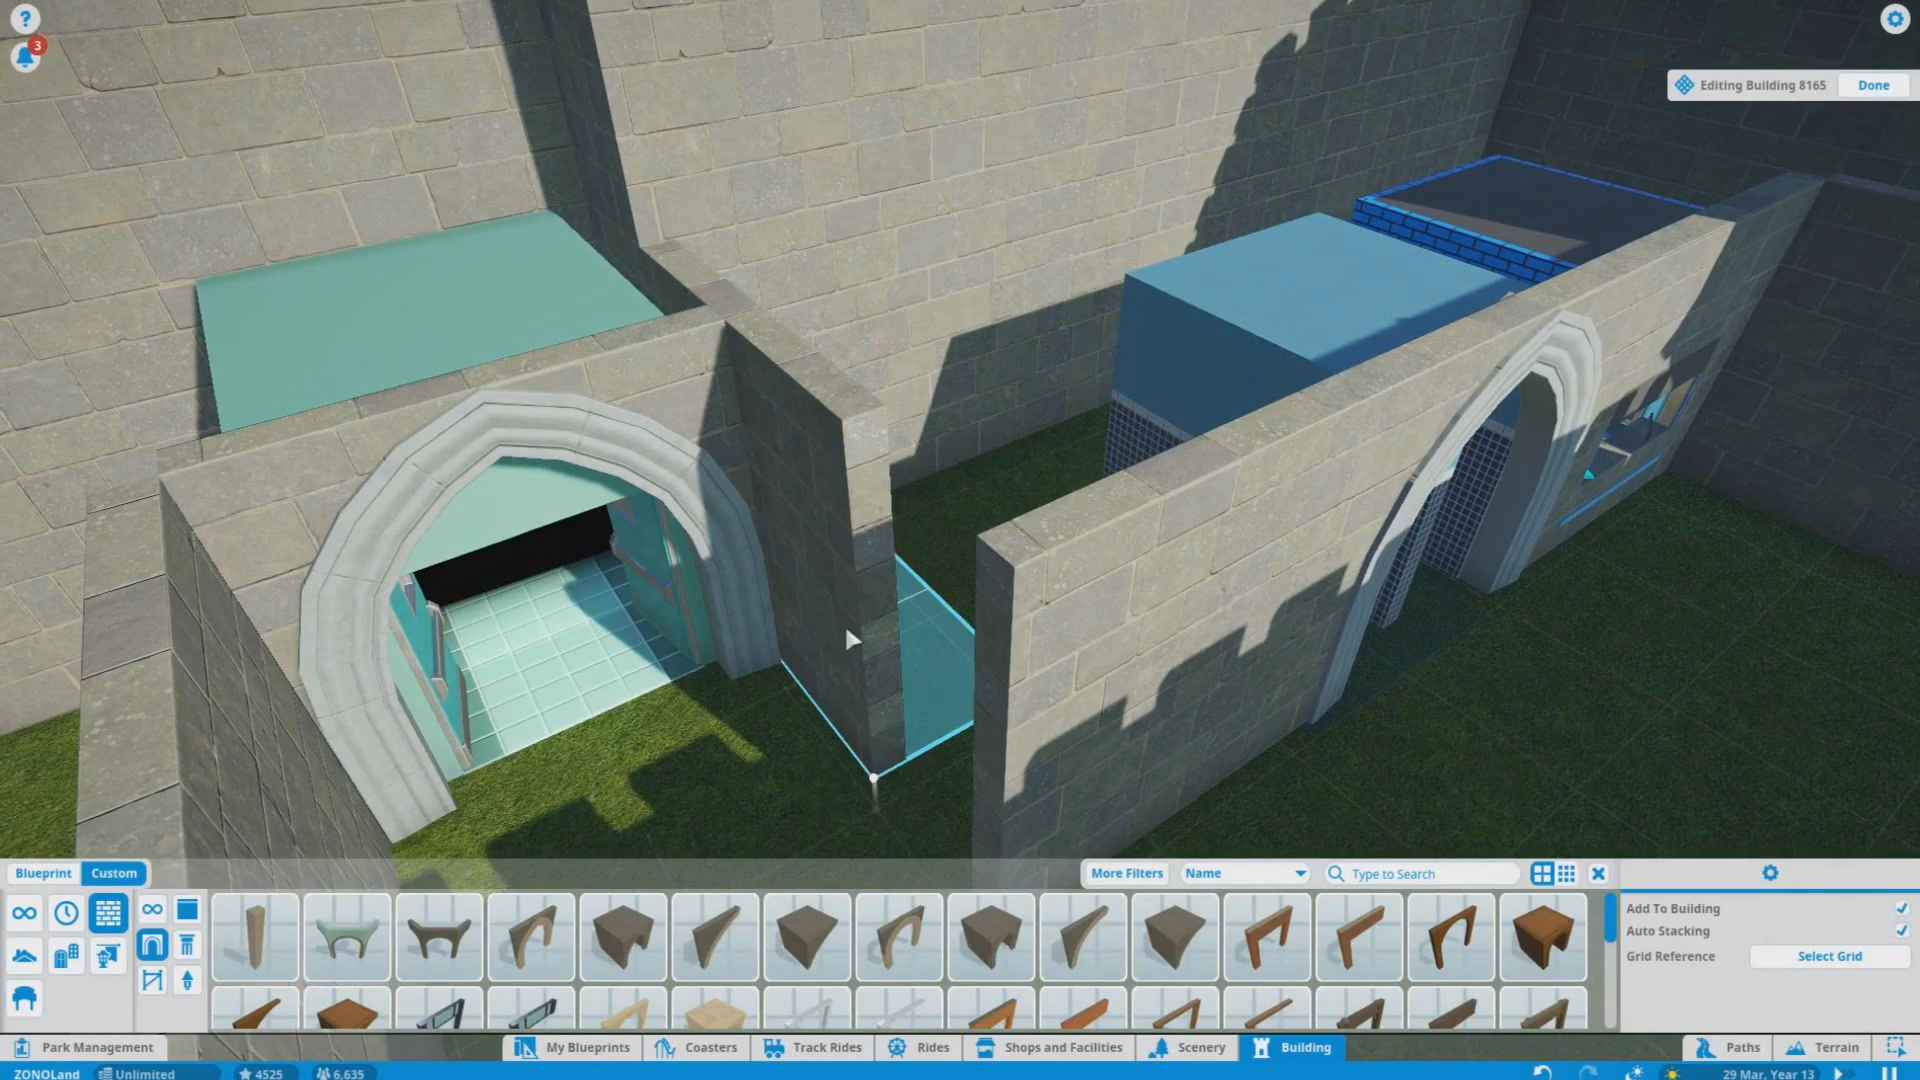 ?
3
Editing Building 8165
Done
Blueprint
Custom
More Filters
Name
Type to Search
Add To Building
Auto Stacking
Grid Reference
Select Grid
Park Management
My Blueprints
Coasters
Track Rides
Rides
Shops and Facilities
Scenery
Building
Paths
Terrain
ZONOLand
Unlimited
4525
6,635
29 Mar, Year 13